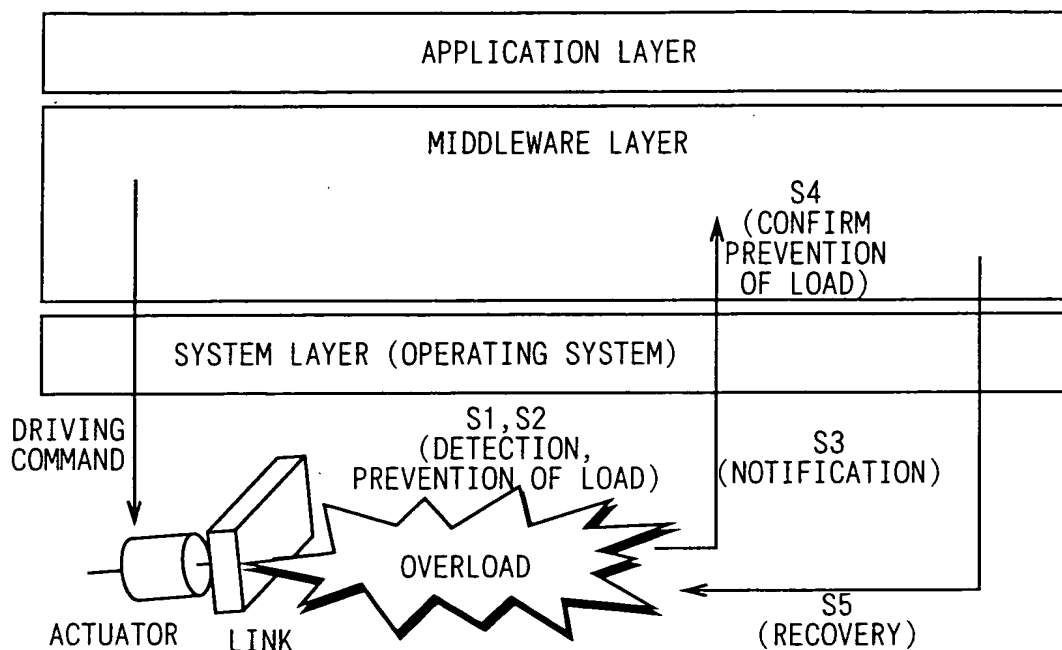 APPLICATION LAYER
MIDDLEWARE LAYER
S4
(CONFIRM
PREVENTION
OF LOAD)
SYSTEM LAYER (OPERATING SYSTEM)
DRIVING
COMMAND
S1,S2
(DETECTION,
PREVENTION OF LOAD)
S3
(NOTIFICATION)
OVERLOAD
ACTUATOR
LINK
S5
(RECOVERY)